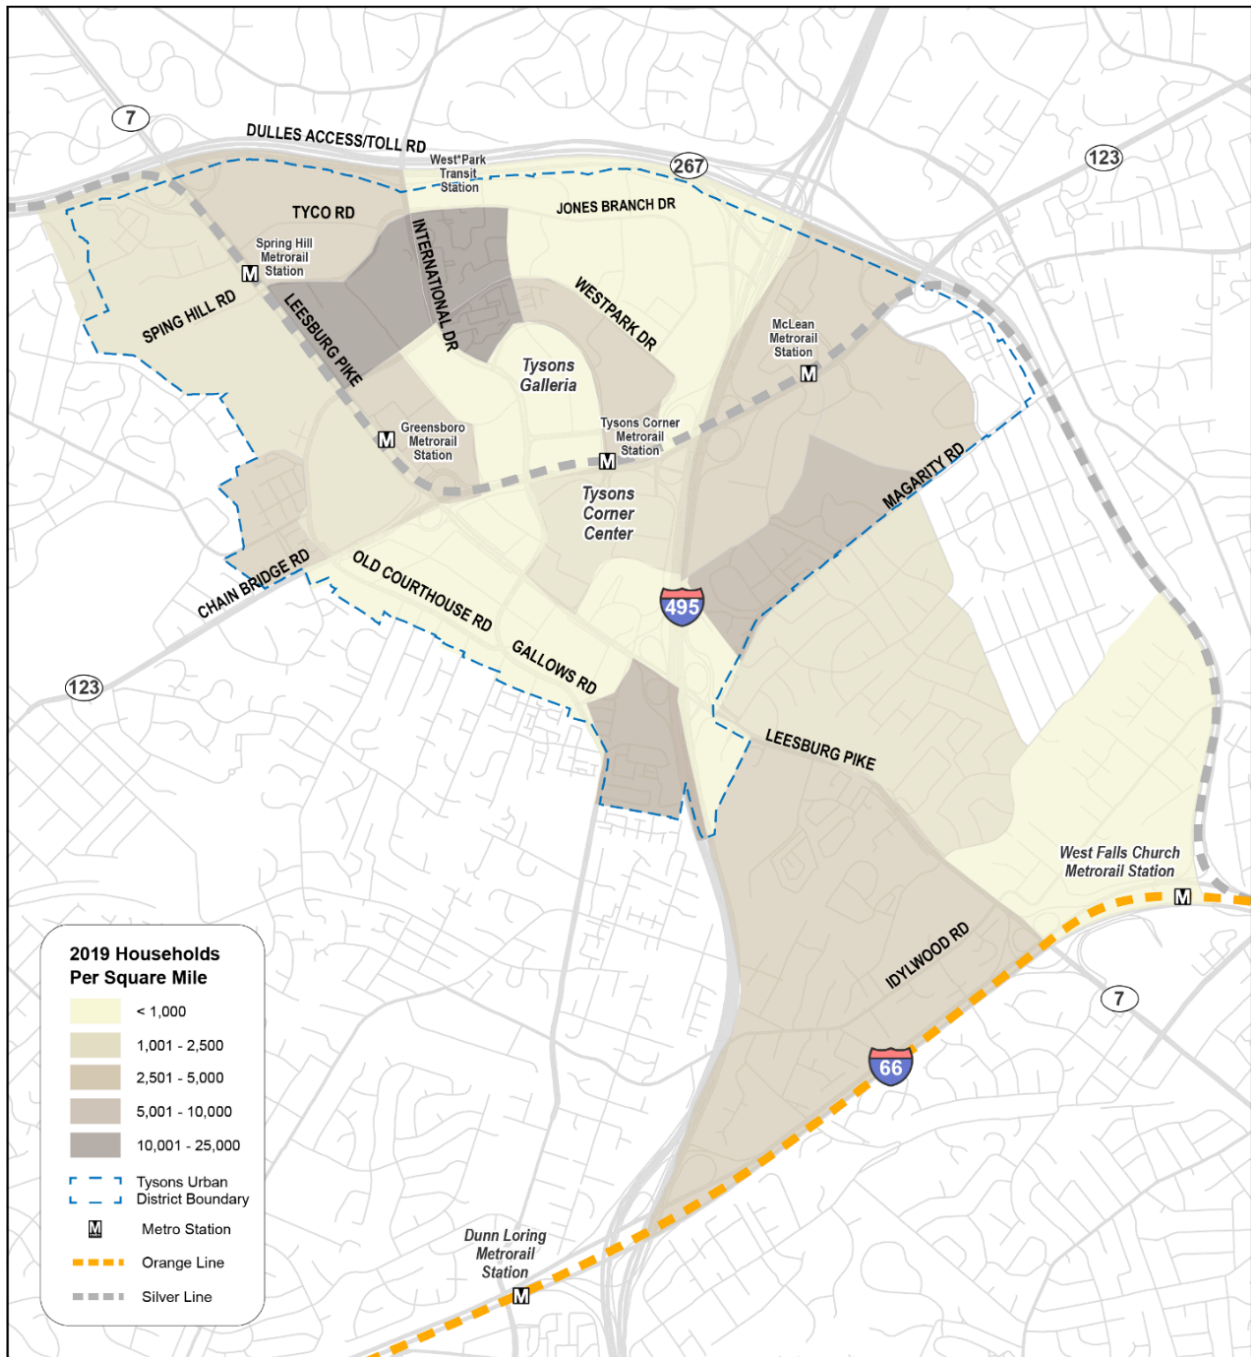 7
DULLES ACCESS/TOLL RD
West*Park
Transit
Station
267
123
TYCO RD
JONES BRANCH DR
INTERNATIONAL DR
Spring Hill
Metrorail
Station
M
SPING HILL RD
LEESBURG PIKE
WESTPARK DR
McLean
Metrorail
Station
M
Tysons
Galleria
Greensboro
Metrorail
Station
M
Tysons Corner
Metrorail
Station
M
MAGARITY RD
Tysons
Corner
Center
CHAIN BRIDGE RD
OLD COURTHOUSE RD
495
GALLOWS RD
123
LEESBURG PIKE
West Falls Church
Metrorail Station
M
IDYLWOOD RD
7
66
2019 Households
Per Square Mile
< 1,000
1,001 - 2,500
2,501 - 5,000
5,001 - 10,000
10,001 - 25,000
Tysons Urban
District Boundary
M Metro Station
Orange Line
Silver Line
Dunn Loring
Metrorail
Station
M